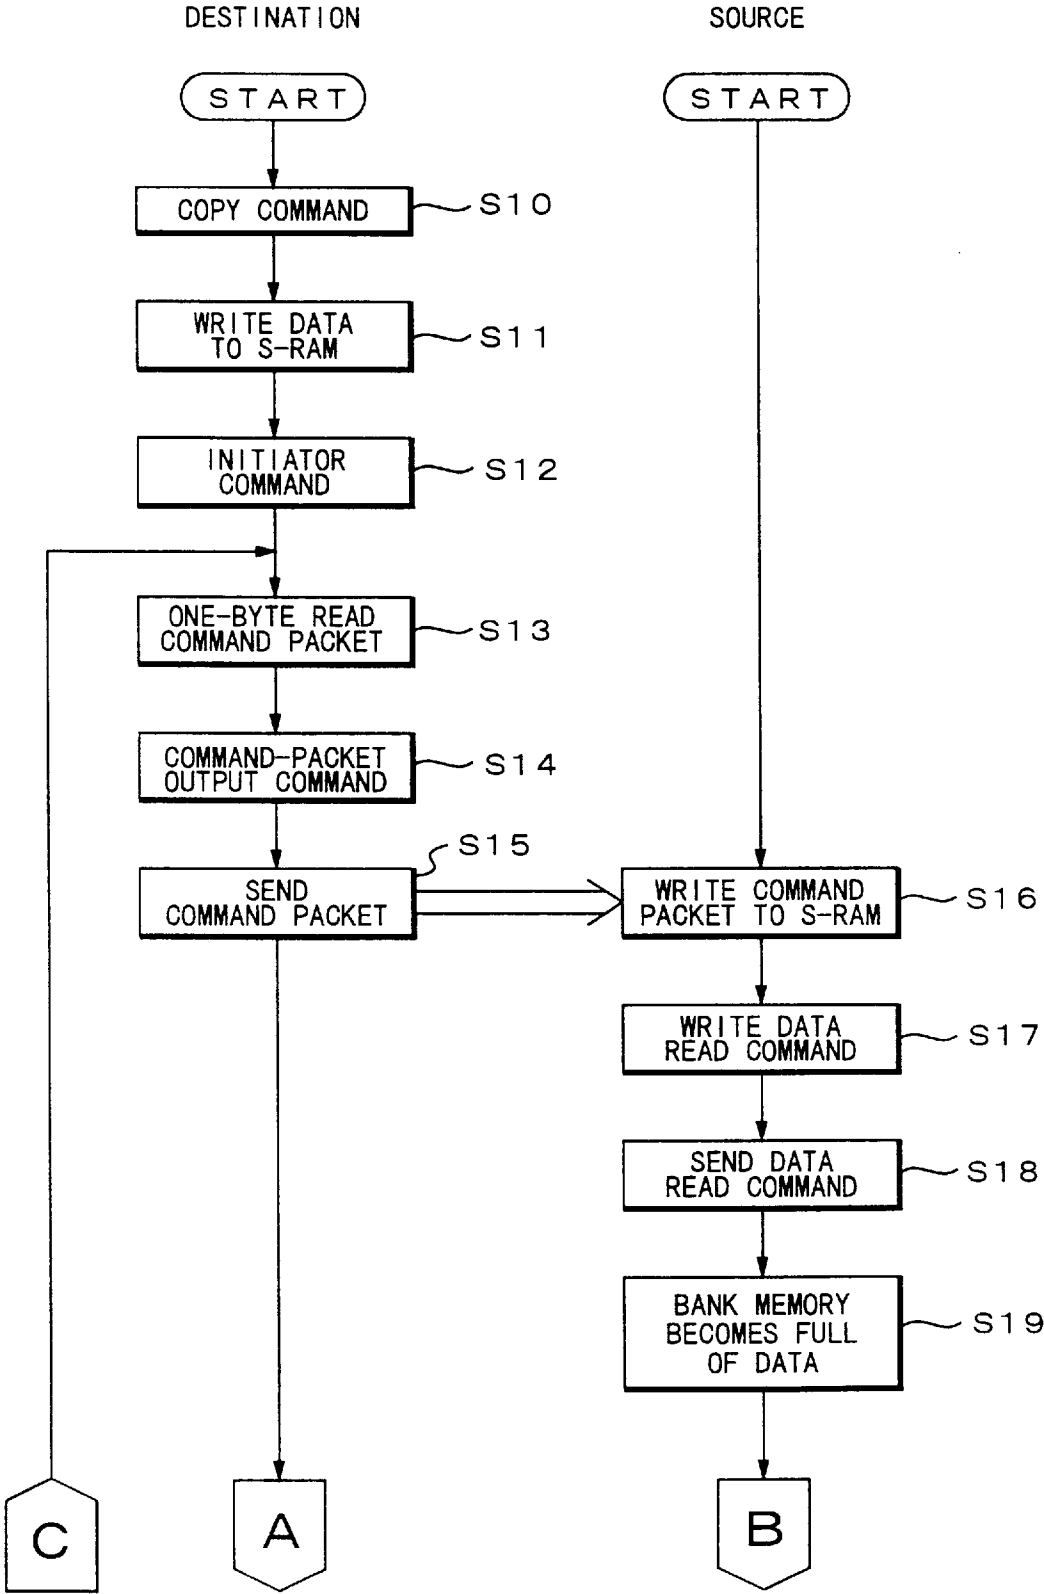 DESTINATION
SOURCE
START
START
COPY COMMAND
S10
WRITE DATA
TO S-RAM
S11
INITIATOR
COMMAND
S12
ONE-BYTE READ
COMMAND PACKET
S13
COMMAND-PACKET
OUTPUT COMMAND
S14
S15
SEND
COMMAND PACKET
WRITE COMMAND
PACKET TO S-RAM
S16
WRITE DATA
READ COMMAND
S17
SEND DATA
READ COMMAND
S18
BANK MEMORY
BECOMES FULL
OF DATA
S19
C
A
B